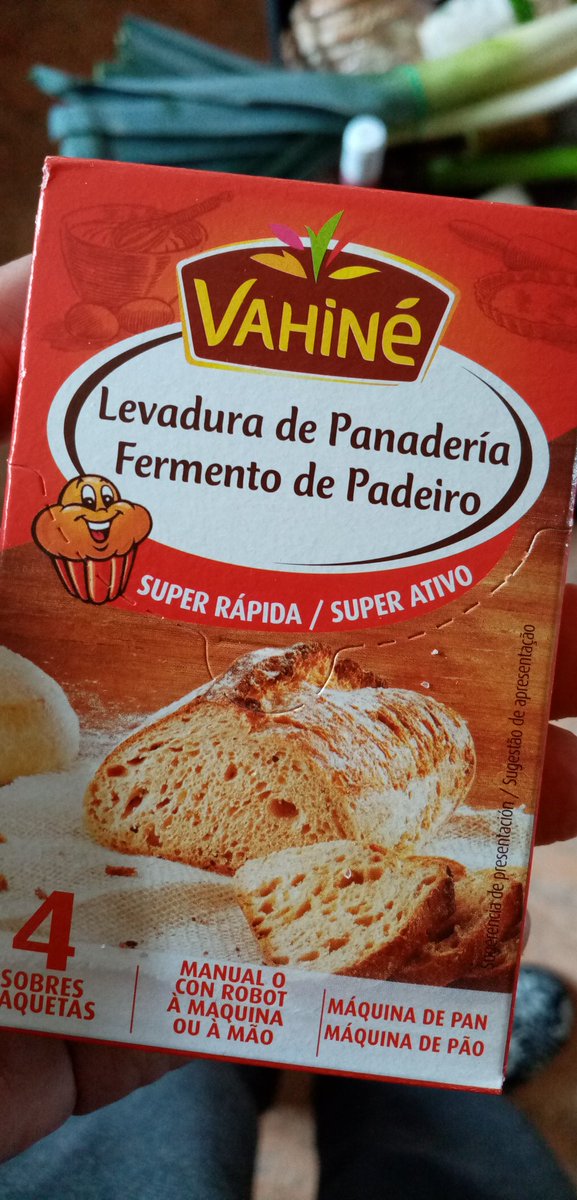 VAHiNé
Levadura de Panadería
Fermento de Padeiro
SUPER RÁPIDA / SUPER ATIVO
Sugerencia de presentación / Sugestão de apresentação
4
SOBRES
AQUETAS
MANUAL O
CON ROBOT
À MAQUINA
OU À MÃO
MÁQUINA DE PAN
MÁQUINA DE PÃO